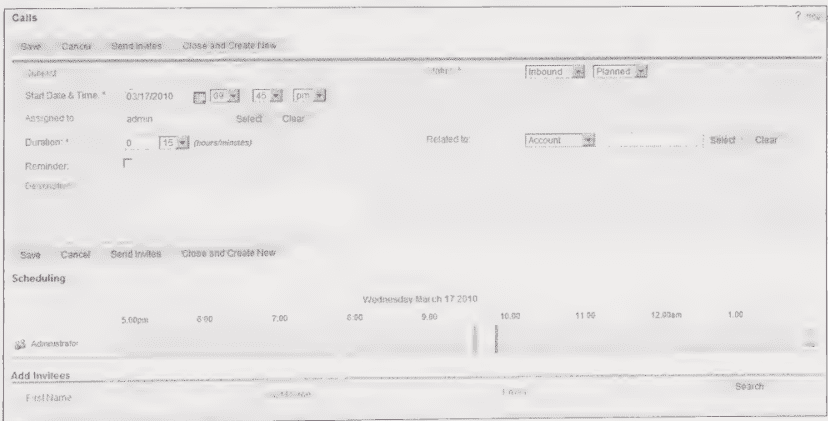 Calls ? Help
Save Cancel Send Invites Close and Create New
Subject Status: * Inbound Planned
Start Date & Time: * 03/17/2010 09 45 pm
Assigned to admin Select Clear
Duration: * 0 15 (hours/minutes) Related to: Account Select Clear
Reminder:
Description:
Save Cancel Send Invites Close and Create New
Scheduling
Wednesday March 17 2010
5.00pm 6:00 7:00 8:00 9:00 10.00 11:00 12.00am 1.00
Administrator
Add Invitees
First Name Last Name Email Search